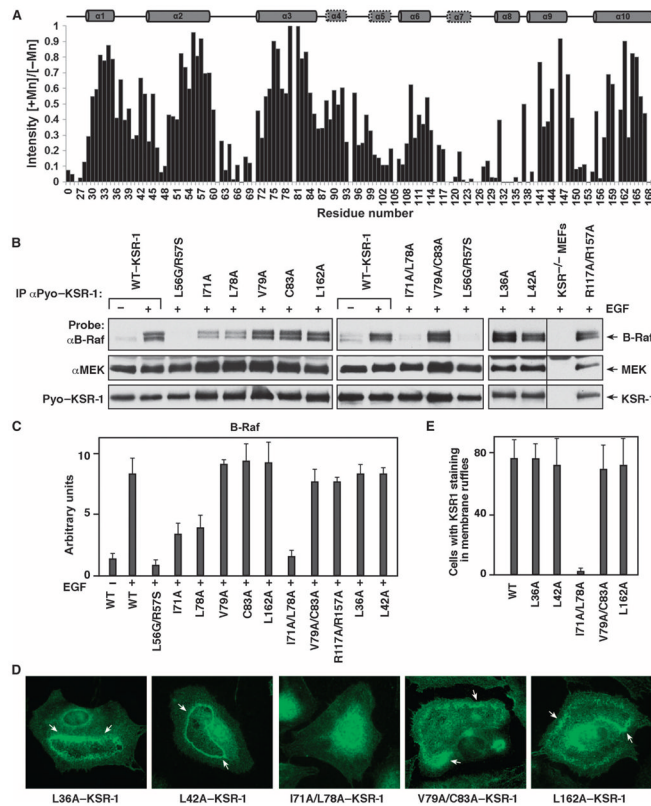 A
α1 α2 α3 α4 α5 α6 α7 α8 α9 α10
Intensity [+Mn]/[–Mn]
1
0.9
0.8
0.7
0.6
0.5
0.4
0.3
0.2
0.1
0
0 27 30 33 36 39 42 45 48 51 54 57 60 63 66 69 72 75 78 81 84 87 90 93 96 99 102 105 108 111 114 117 120 123 126 129 132 135 138 141 144 147 150 153 156 159 162 165 168
Residue number
B
IP αPyo–KSR-1:
WT–KSR-1 L56G/R57S I71A L78A V79A C83A L162A WT–KSR-1 I71A/L78A V79A/C83A L56G/R57S L36A L42A KSR–/– MEFs R117A/R157A
– + + + + + + + – + + + + + + + + EGF
Probe:
αB-Raf B-Raf
αMEK MEK
Pyo–KSR-1 KSR-1
C
B-Raf
Arbitrary units
10
5
0
EGF – + + + + + + + + + + + +
WT WT L56G/R57S I71A L78A V79A C83A L162A I71A/L78A V79A/C83A R117A/R157A L36A L42A
E
Cells with KSR1 staining
in membrane ruffles
80
40
0
WT L36A L42A I71A/L78A V79A/C83A L162A
D
L36A–KSR-1 L42A–KSR-1 I71A/L78A–KSR-1 V79A/C83A–KSR-1 L162A–KSR-1